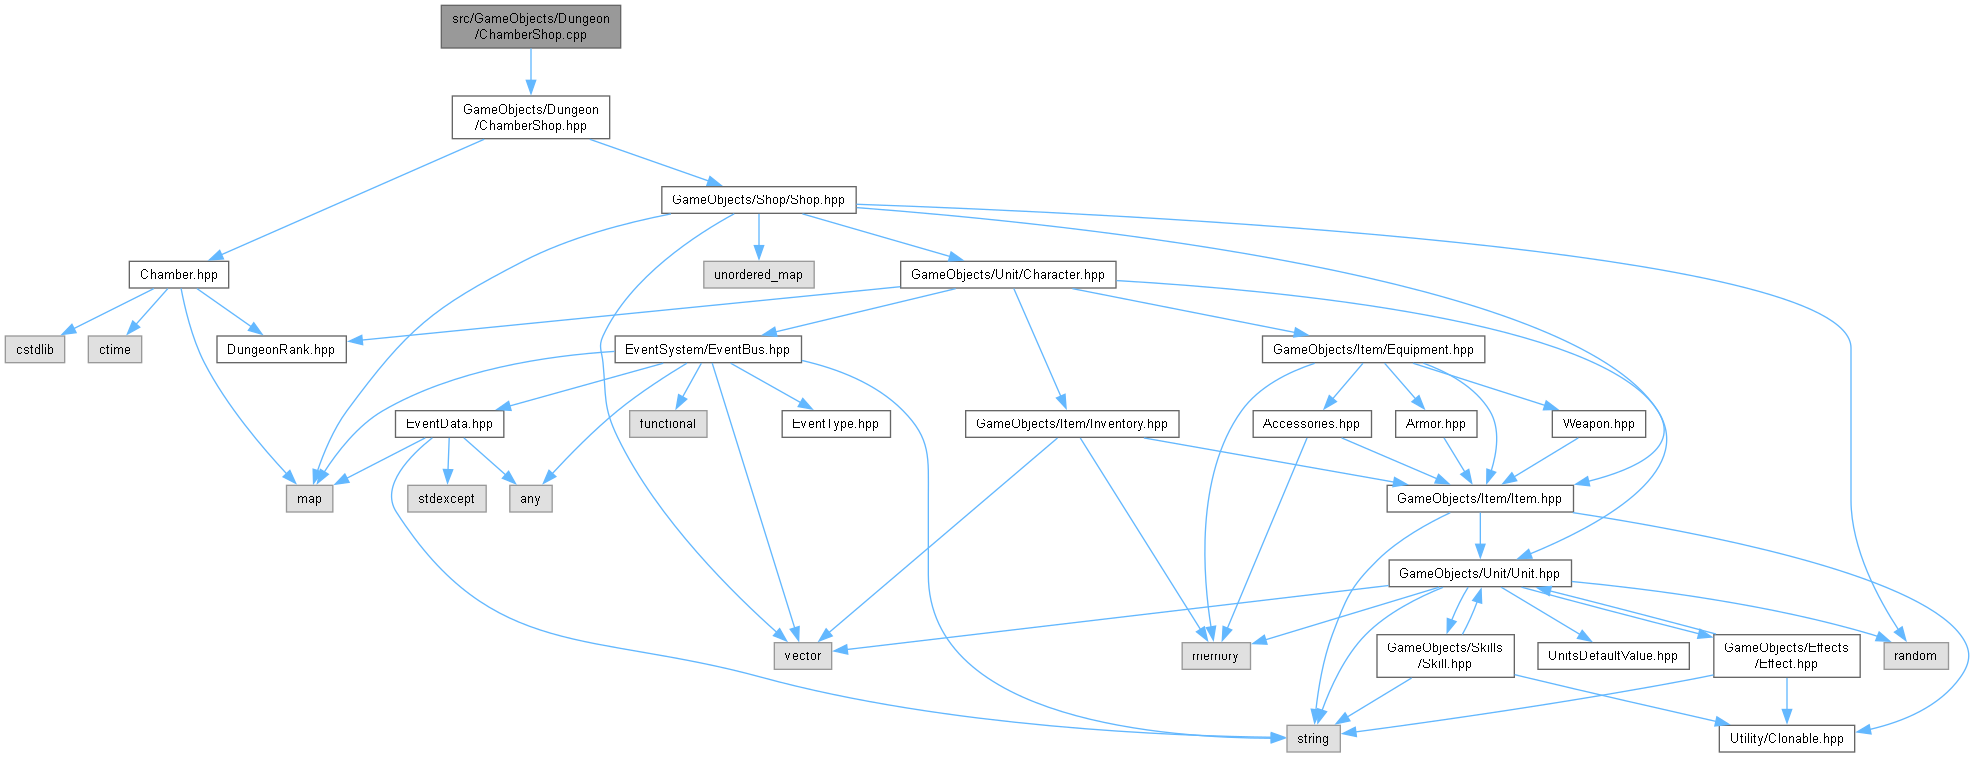 src/GameObjects/Dungeon
/ChamberShop.cpp
GameObjects/Dungeon
/ChamberShop.hpp
GameObjects/Shop/Shop.hpp
Chamber.hpp
unordered_map
GameObjects/Unit/Character.hpp
cstdlib
ctime
DungeonRank.hpp
EventSystem/EventBus.hpp
GameObjects/Item/Equipment.hpp
EventData.hpp
functional
EventType.hpp
GameObjects/Item/Inventory.hpp
Accessories.hpp
Armor.hpp
Weapon.hpp
map
stdexcept
any
GameObjects/Item/Item.hpp
GameObjects/Unit/Unit.hpp
vector
memory
GameObjects/Skills
/Skill.hpp
UnitsDefaultValue.hpp
GameObjects/Effects
/Effect.hpp
random
string
Utility/Clonable.hpp